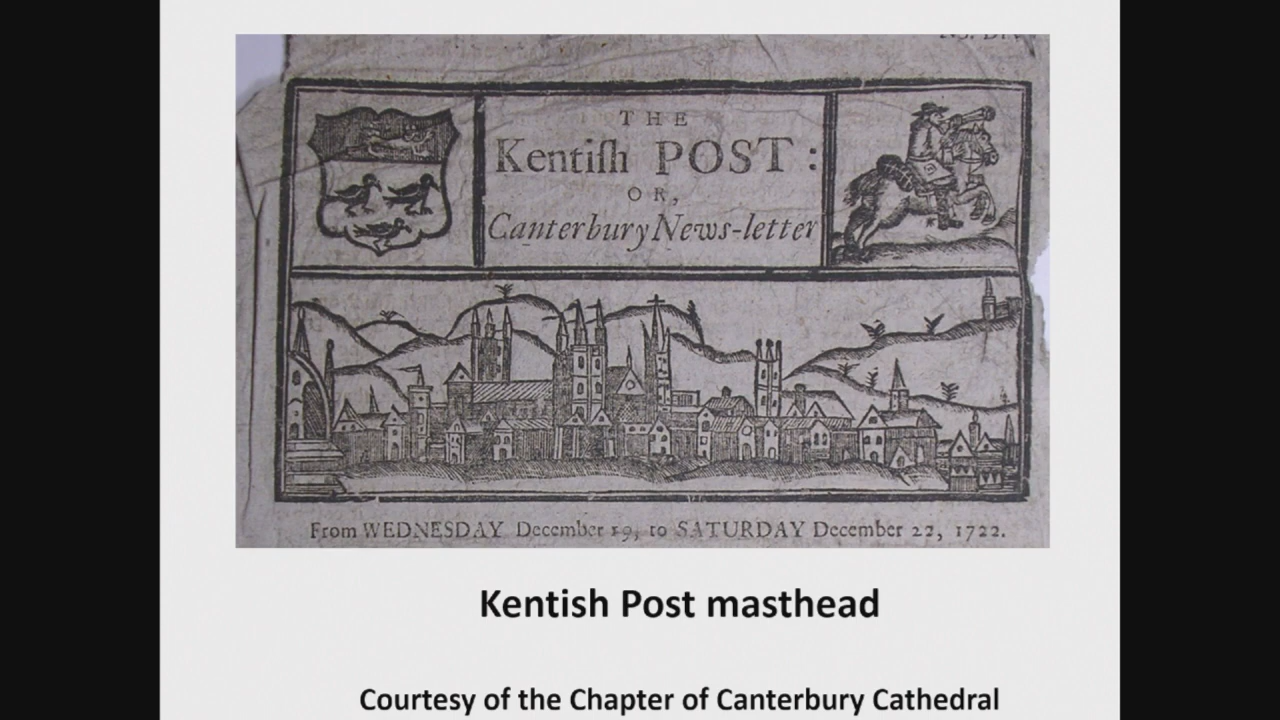 THE
Kentiſh POST :
OR,
Canterbury News-letter
From WEDNESDAY December 19, to SATURDAY December 22, 1722.
Kentish Post masthead
Courtesy of the Chapter of Canterbury Cathedral